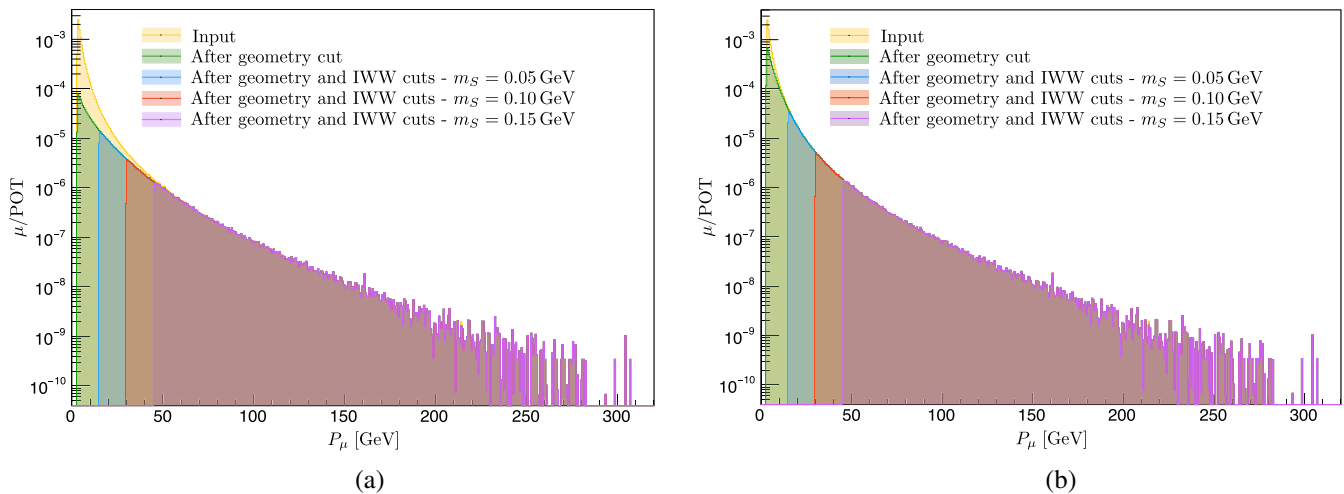 Input
After geometry cut
After geometry and IWW cuts - m_S = 0.05 GeV
After geometry and IWW cuts - m_S = 0.10 GeV
After geometry and IWW cuts - m_S = 0.15 GeV
μ/POT
10⁻³
10⁻⁴
10⁻⁵
10⁻⁶
10⁻⁷
10⁻⁸
10⁻⁹
10⁻¹⁰
0 50 100 150 200 250 300
P_μ [GeV]
(a)
Input
After geometry cut
After geometry and IWW cuts - m_S = 0.05 GeV
After geometry and IWW cuts - m_S = 0.10 GeV
After geometry and IWW cuts - m_S = 0.15 GeV
μ/POT
10⁻³
10⁻⁴
10⁻⁵
10⁻⁶
10⁻⁷
10⁻⁸
10⁻⁹
10⁻¹⁰
0 50 100 150 200 250 300
P_μ [GeV]
(b)